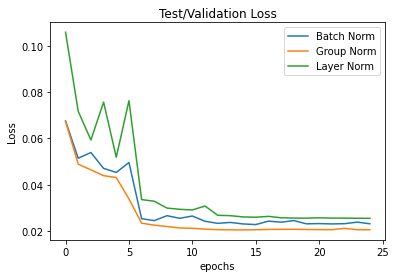 Test/Validation Loss
Batch Norm
Group Norm
Layer Norm
Loss
0.10
0.08
0.06
0.04
0.02
0
5
10
15
20
25
epochs